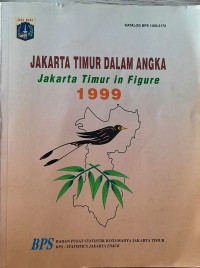 KATALOG BPS 1403.3172
JAKARTA TIMUR DALAM ANGKA
Jakarta Timur in Figure
1999
BPS
BADAN PUSAT STATISTIK KOTAMADYA JAKARTA TIMUR
BPS - STATISTICS JAKARTA TIMUR